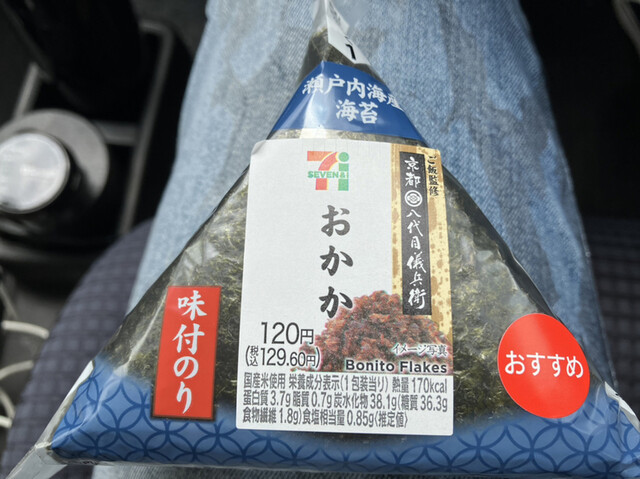 1
瀬戸内海産
海苔
7i
SEVEN&i
ご飯監修
京都 八代目儀兵衛
おかか
120円
(税込129.60円)
イメージ写真
Bonito Flakes
国産米使用 栄養成分表示(1包装当り) 熱量170kcal
蛋白質3.7g脂質0.7g炭水化物38.1g(糖質36.3g
食物繊維1.8g)食塩相当量0.85g<推定値>
味付のり
おすすめ